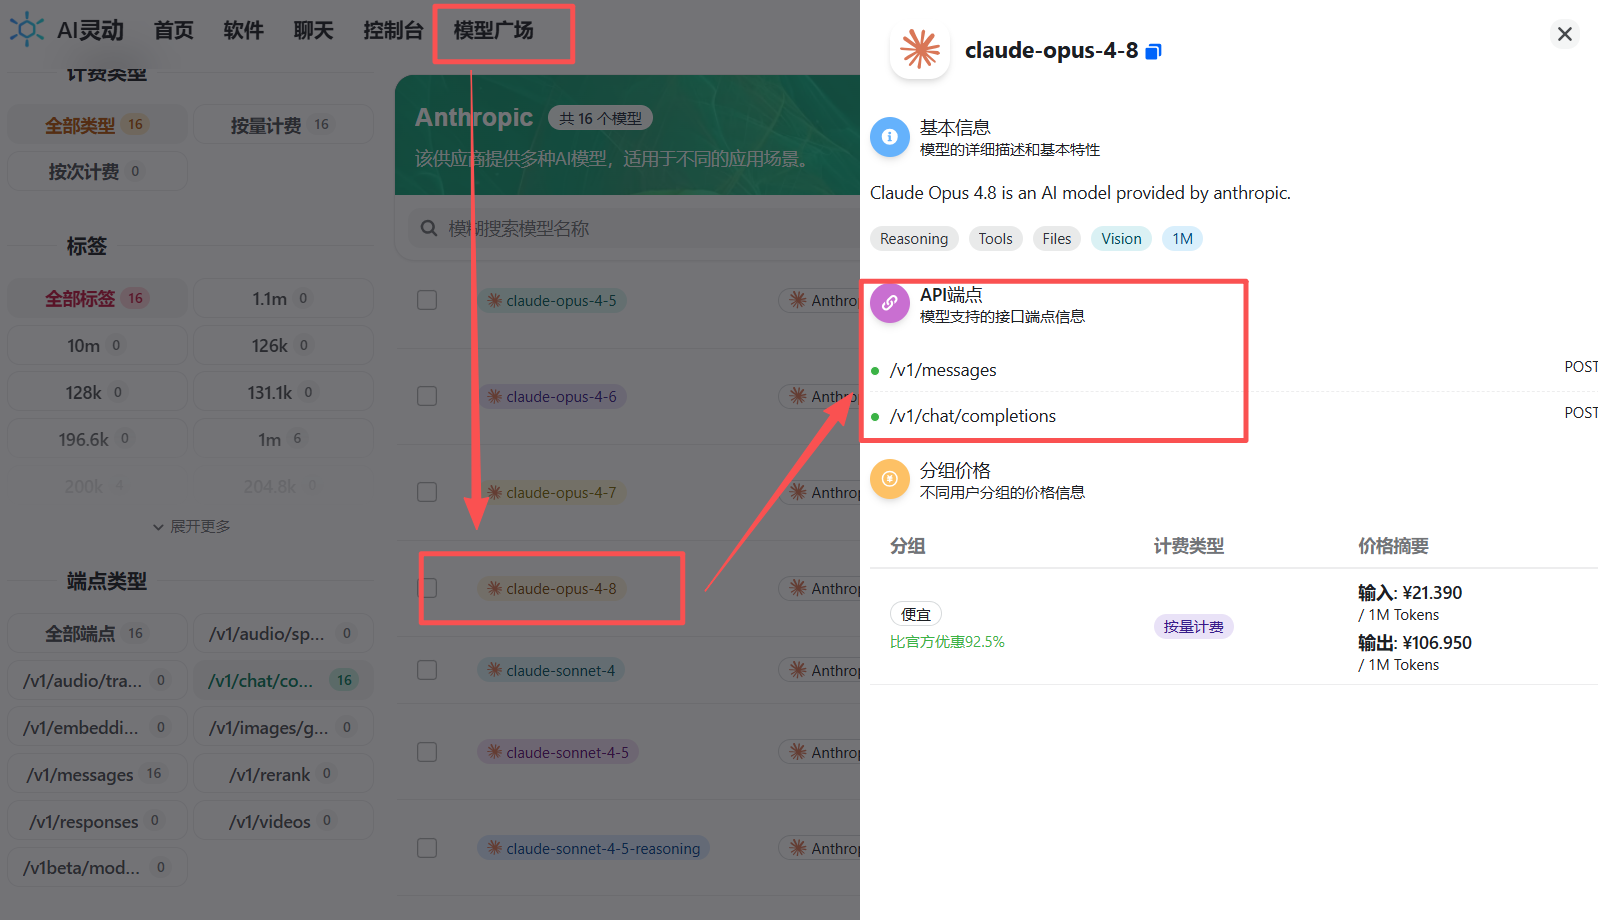 AI灵动 首页 软件 聊天 控制台 模型广场
计费类型
全部类型 16 按量计费 16
按次计费 0
标签
全部标签 16 1.1m 0
10m 0 126k 0
128k 0 131.1k 0
196.6k 0 1m 6
200k 4 204.8k 0
展开更多
端点类型
全部端点 16 /v1/audio/sp... 0
/v1/audio/tra... 0 /v1/chat/co... 16
/v1/embeddi... 0 /v1/images/g... 0
/v1/messages 16 /v1/rerank 0
/v1/responses 0 /v1/videos 0
/v1beta/mod... 0
Anthropic 共 16 个模型
该供应商提供多种AI模型，适用于不同的应用场景。
模糊搜索模型名称
claude-opus-4-5 Anthro
claude-opus-4-6 Anthro
claude-opus-4-7 Anthro
claude-opus-4-8 Anthro
claude-sonnet-4 Anthro
claude-sonnet-4-5 Anthro
claude-sonnet-4-5-reasoning Anthro
claude-opus-4-8
基本信息
模型的详细描述和基本特性
Claude Opus 4.8 is an AI model provided by anthropic.
Reasoning Tools Files Vision 1M
API端点
模型支持的接口端点信息
/v1/messages POST
/v1/chat/completions POST
分组价格
不同用户分组的价格信息
分组 计费类型 价格摘要
便宜
比官方优惠92.5%
按量计费
输入: ¥21.390
/ 1M Tokens
输出: ¥106.950
/ 1M Tokens